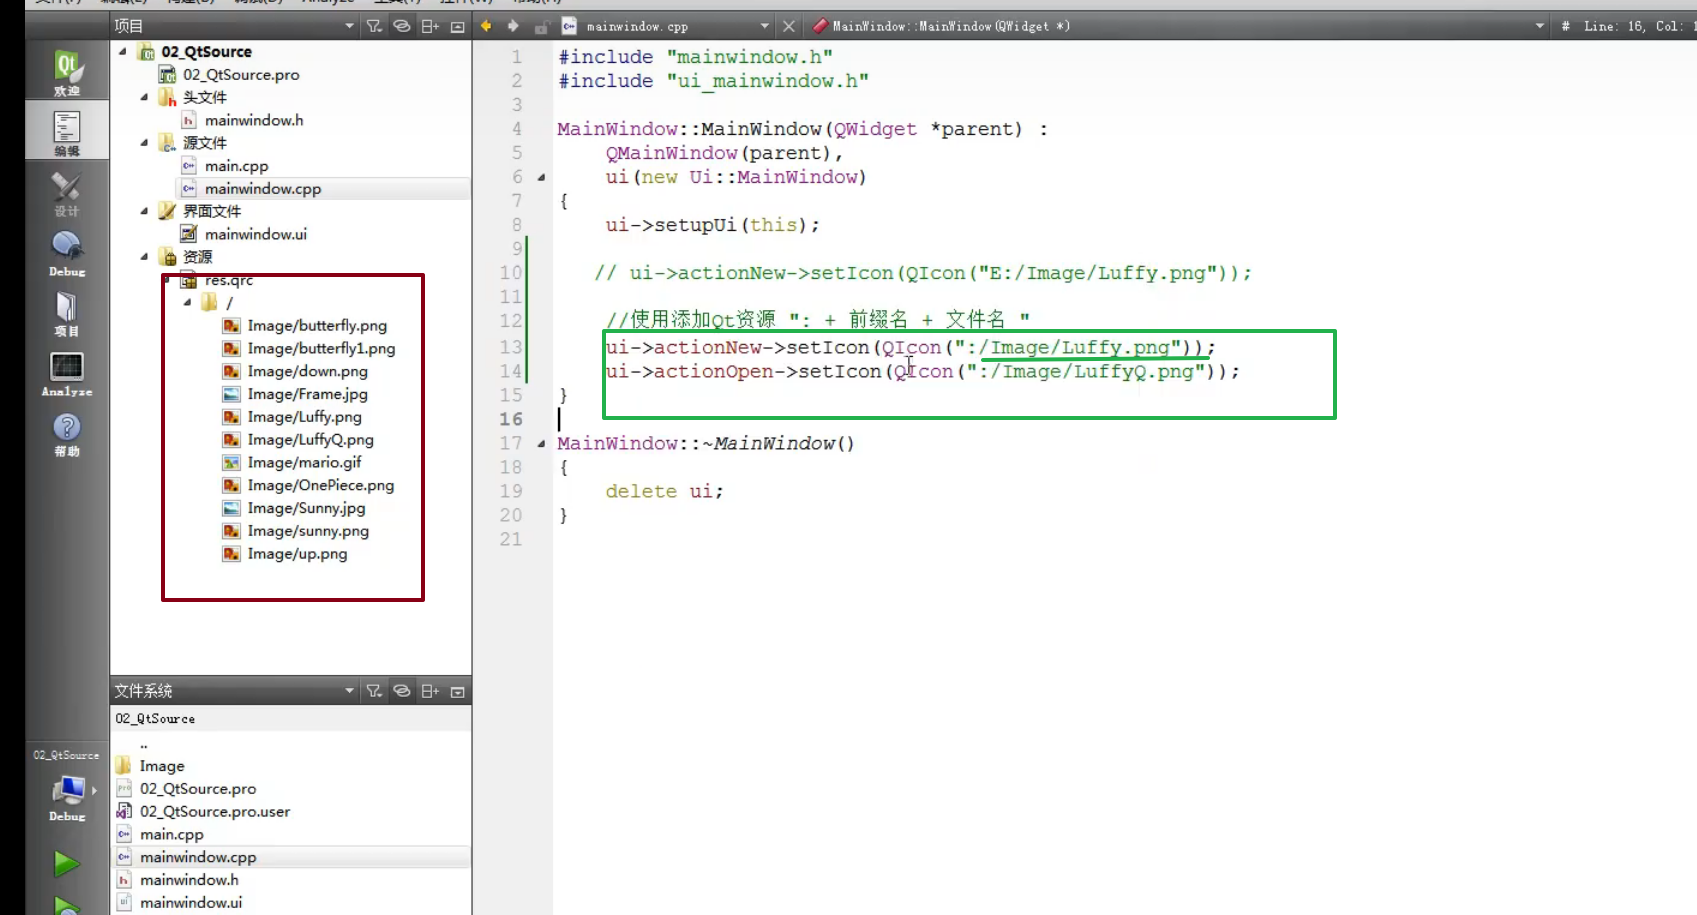 项目
mainwindow.cpp
MainWindow::MainWindow(QWidget *)
# Line: 16, Col: 1
欢迎
编辑
设计
Debug
项目
Analyze
帮助
02_QtSource
Debug
02_QtSource
02_QtSource.pro
头文件
mainwindow.h
源文件
main.cpp
mainwindow.cpp
界面文件
mainwindow.ui
资源
res.qrc
/
Image/butterfly.png
Image/butterfly1.png
Image/down.png
Image/Frame.jpg
Image/Luffy.png
Image/LuffyQ.png
Image/mario.gif
Image/OnePiece.png
Image/Sunny.jpg
Image/sunny.png
Image/up.png
文件系统
02_QtSource
..
Image
02_QtSource.pro
02_QtSource.pro.user
main.cpp
mainwindow.cpp
mainwindow.h
mainwindow.ui
1 #include "mainwindow.h"
2 #include "ui_mainwindow.h"
3
4 MainWindow::MainWindow(QWidget *parent) :
5 QMainWindow(parent),
6 ui(new Ui::MainWindow)
7 {
8 ui->setupUi(this);
9
10 // ui->actionNew->setIcon(QIcon("E:/Image/Luffy.png"));
11
12 //使用添加Qt资源 ": + 前缀名 + 文件名 "
13 ui->actionNew->setIcon(QIcon(":/Image/Luffy.png"));
14 ui->actionOpen->setIcon(QIcon(":/Image/LuffyQ.png"));
15 }
16
17 MainWindow::~MainWindow()
18 {
19 delete ui;
20 }
21